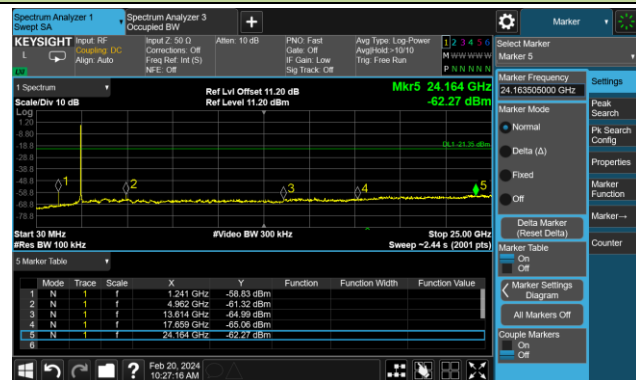 Spectrum Analyzer 1
Swept SA
Spectrum Analyzer 3
Occupied BW
Marker
KEYSIGHT
Input: RF
Coupling: DC
Align: Auto
Input Z: 50 Ω
Corrections: Off
Freq Ref: Int (S)
NFE: Off
Atten: 10 dB
PNO: Fast
Gate: Off
IF Gain: Low
Sig Track: Off
Avg Type: Log-Power
Avg|Hold:>10/10
Trig: Free Run
1 2 3 4 5 6
M W W W W W
P N N N N N
L
1 Spectrum
Scale/Div 10 dB
Ref Lvl Offset 11.20 dB
Ref Level 11.20 dBm
Mkr5 24.164 GHz
-62.27 dBm
Log
1.20
-8.80
-18.8
-28.8
-38.8
-48.8
-58.8
-68.8
-78.8
DL1 -21.35 dBm
1
2
3
4
5
Start 30 MHz
#Res BW 100 kHz
#Video BW 300 kHz
Stop 25.00 GHz
Sweep ~2.44 s (2001 pts)
5 Marker Table
Mode Trace Scale X Y Function Function Width Function Value
1 N 1 f 1.241 GHz -58.83 dBm
2 N 1 f 4.962 GHz -61.32 dBm
3 N 1 f 13.614 GHz -64.99 dBm
4 N 1 f 17.659 GHz -65.06 dBm
5 N 1 f 24.164 GHz -62.27 dBm
6
Feb 20, 2024
10:27:16 AM
Select Marker
Marker 5
Marker Frequency
24.163505000 GHz
Marker Mode
Normal
Delta (Δ)
Fixed
Off
Delta Marker
(Reset Delta)
Marker Table
On
Off
Marker Settings
Diagram
All Markers Off
Couple Markers
On
Off
Settings
Peak
Search
Pk Search
Config
Properties
Marker
Function
Marker→
Counter